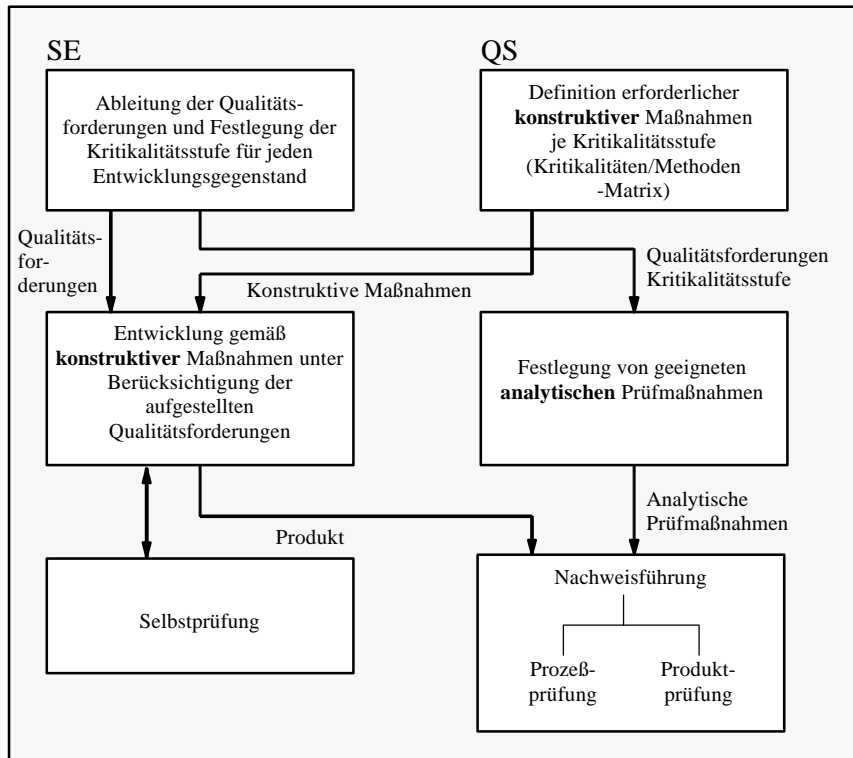 SE
QS
Ableitung der Qualitäts-
forderungen und Festlegung der
Kritikalitätsstufe für jeden
Entwicklungsgegenstand
Definition erforderlicher
konstruktiver Maßnahmen
je Kritikalitätsstufe
(Kritikalitäten/Methoden
-Matrix)
Qualitäts-
for-
derungen
Konstruktive Maßnahmen
Qualitätsforderungen
Kritikalitätsstufe
Entwicklung gemäß
konstruktiver Maßnahmen unter
Berücksichtigung der
aufgestellten
Qualitätsforderungen
Festlegung von geeigneten
analytischen Prüfmaßnahmen
Produkt
Analytische
Prüfmaßnahmen
Selbstprüfung
Nachweisführung
Prozeß-
prüfung
Produkt-
prüfung